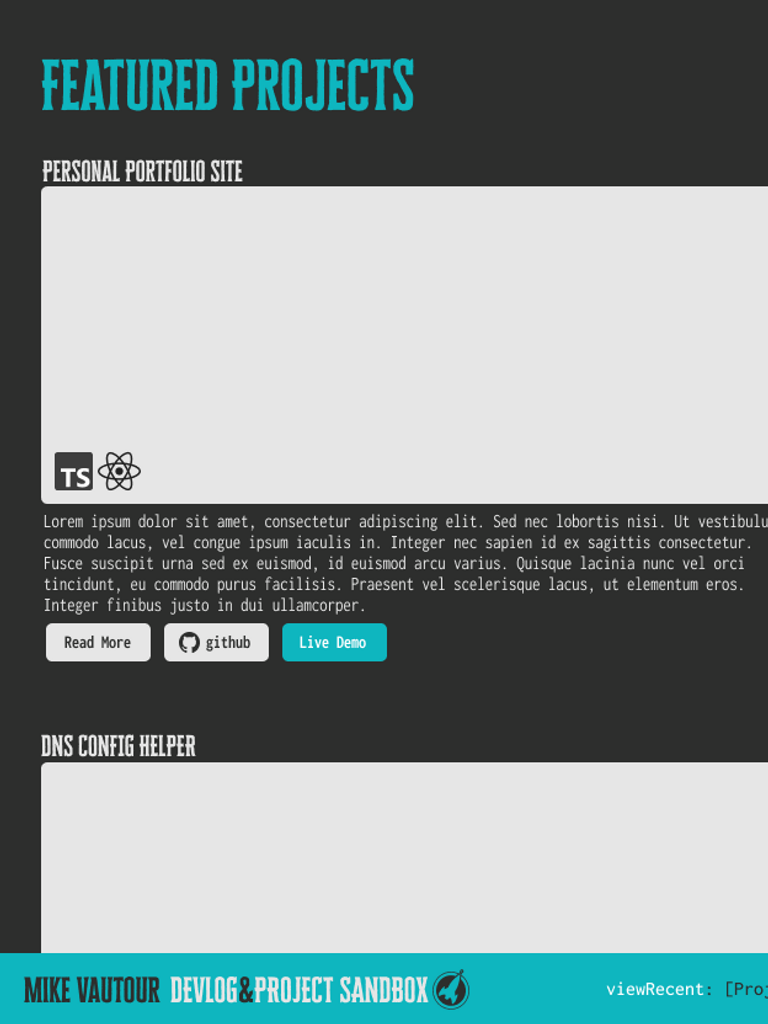 FEATURED PROJECTS
PERSONAL PORTFOLIO SITE
TS
Lorem ipsum dolor sit amet, consectetur adipiscing elit. Sed nec lobortis nisi. Ut vestibulu
commodo lacus, vel congue ipsum iaculis in. Integer nec sapien id ex sagittis consectetur.
Fusce suscipit urna sed ex euismod, id euismod arcu varius. Quisque lacinia nunc vel orci
tincidunt, eu commodo purus facilisis. Praesent vel scelerisque lacus, ut elementum eros.
Integer finibus justo in dui ullamcorper.
Read More github Live Demo
DNS CONFIG HELPER
MIKE VAUTOUR DEVLOG&PROJECT SANDBOX viewRecent: [Proj